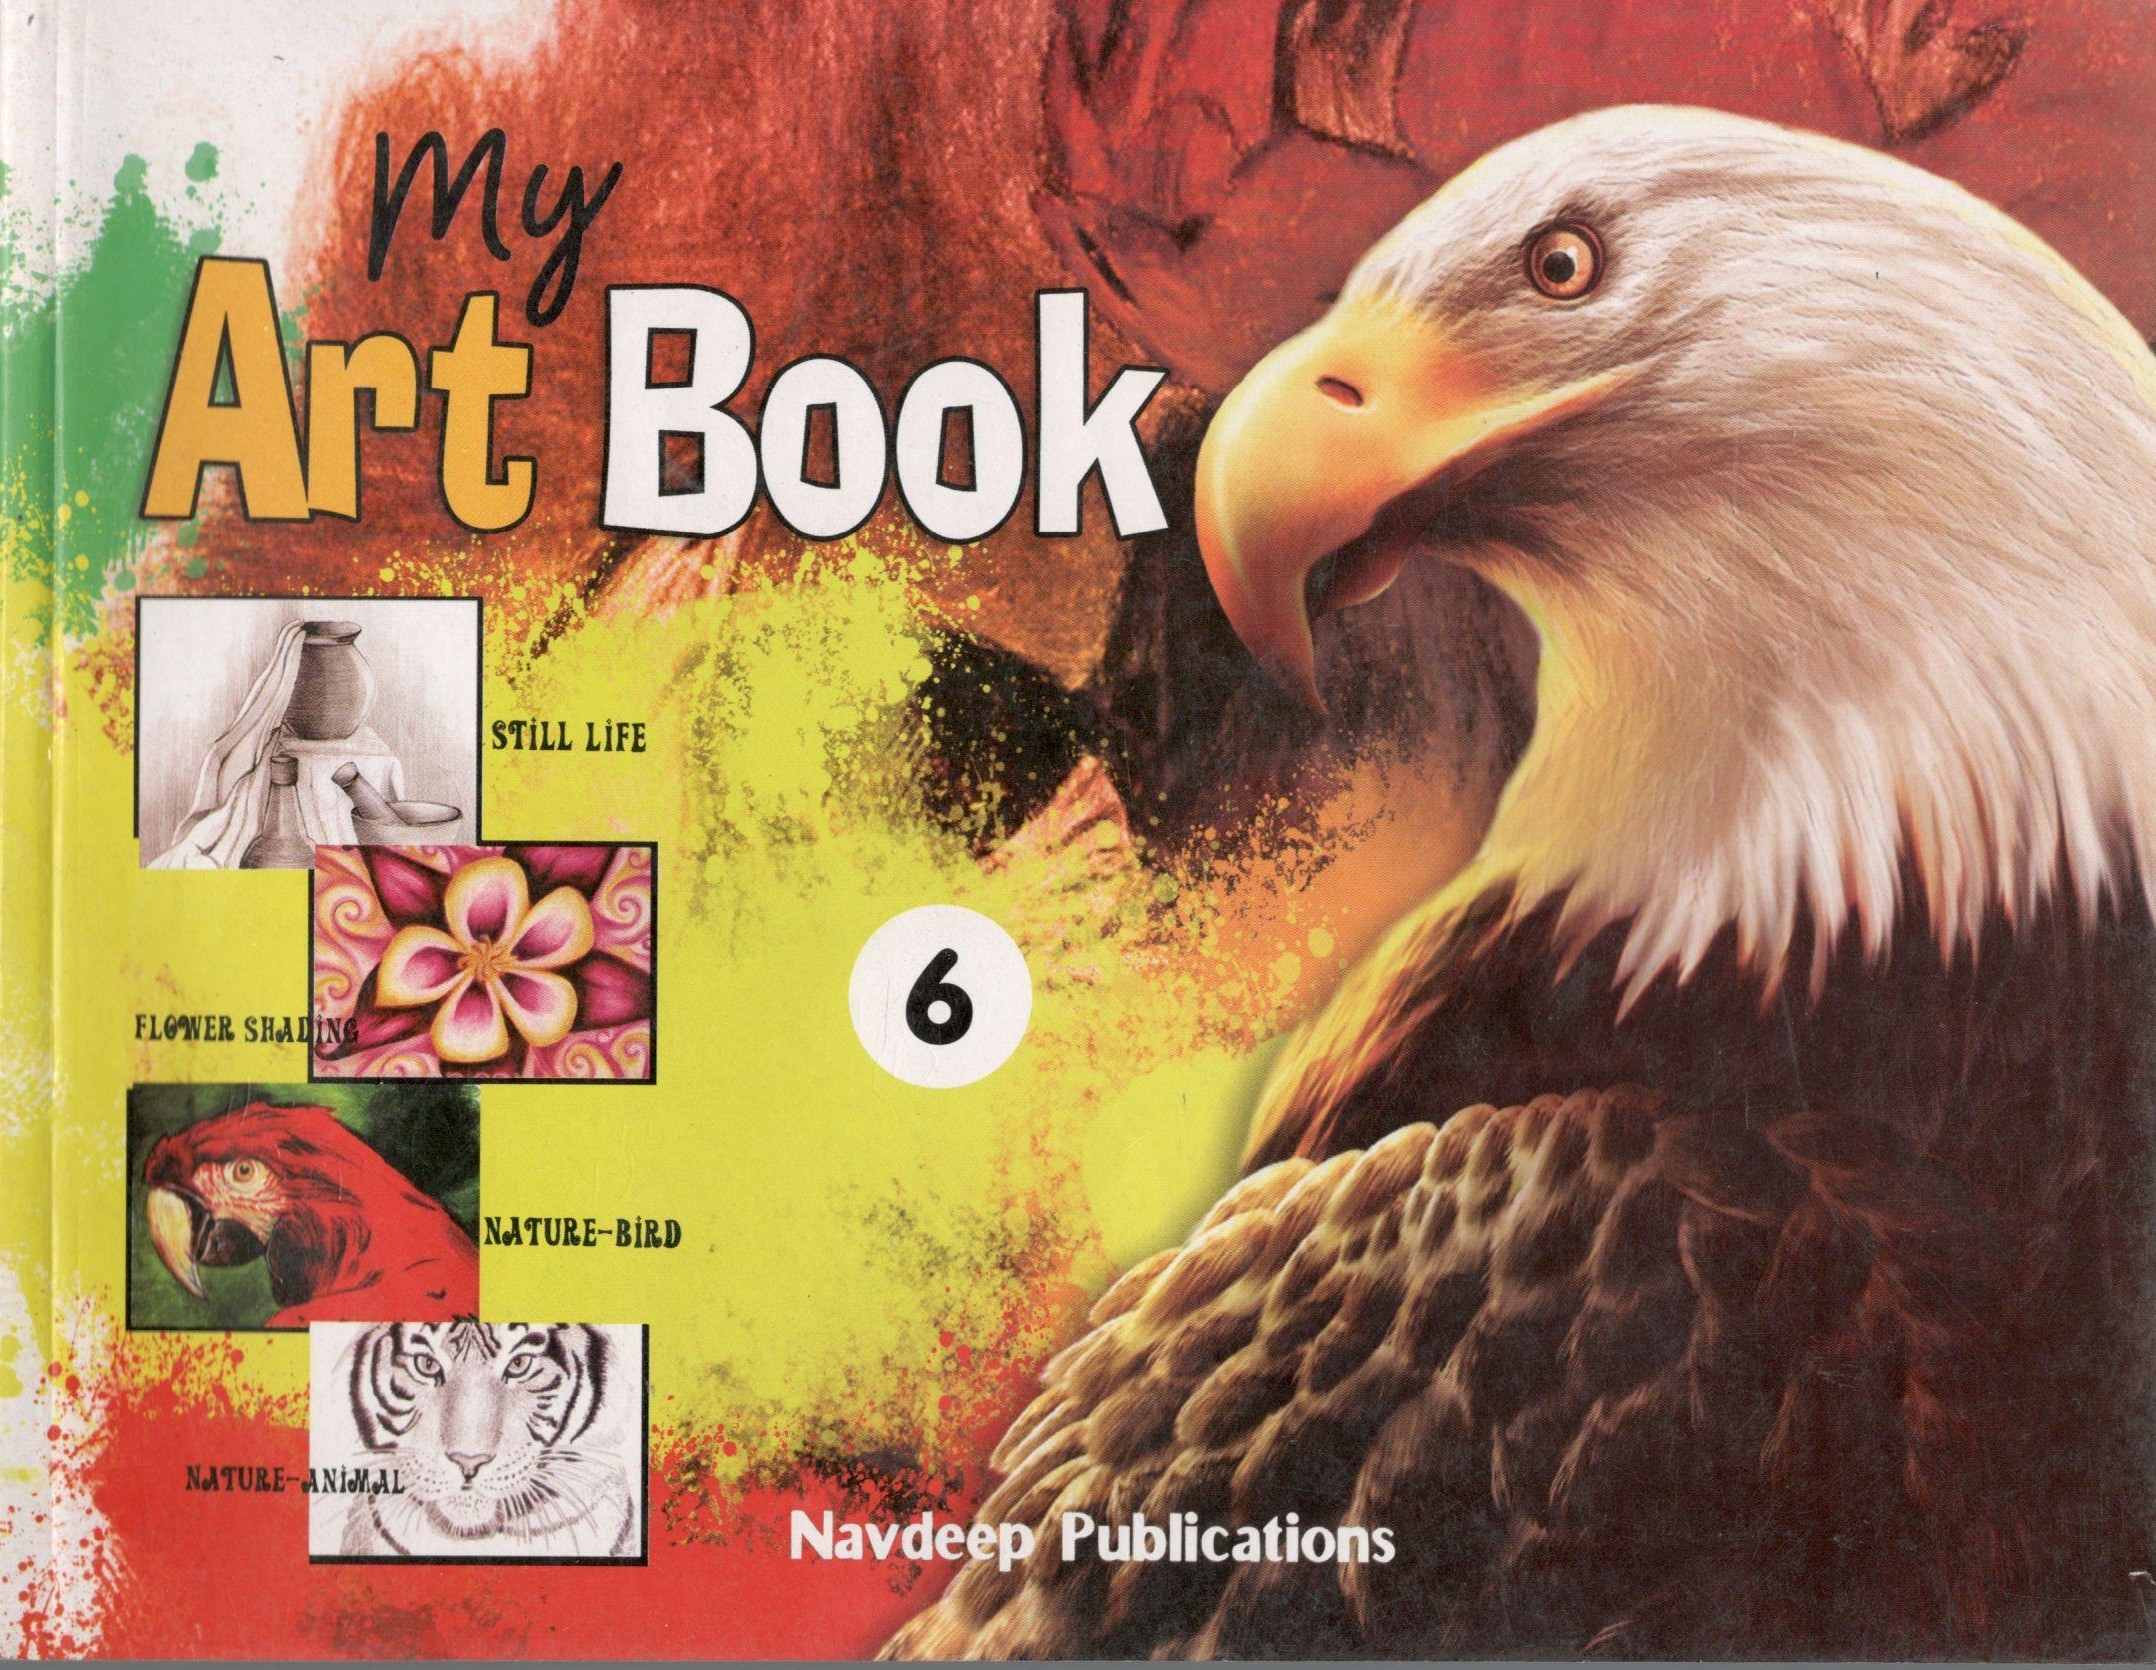 My
Art Book
STILL LIFE
FLOWER SHADING
6
NATURE-BIRD
NATURE-ANIMAL
Navdeep Publications